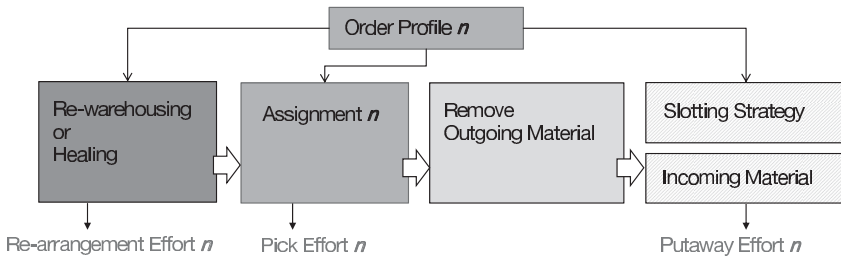 Order Profile n
Re-warehousing
or
Healing
Assignment n
Remove
Outgoing Material
Slotting Strategy
Incoming Material
Re-arrangement Effort n
Pick Effort n
Putaway Effort n